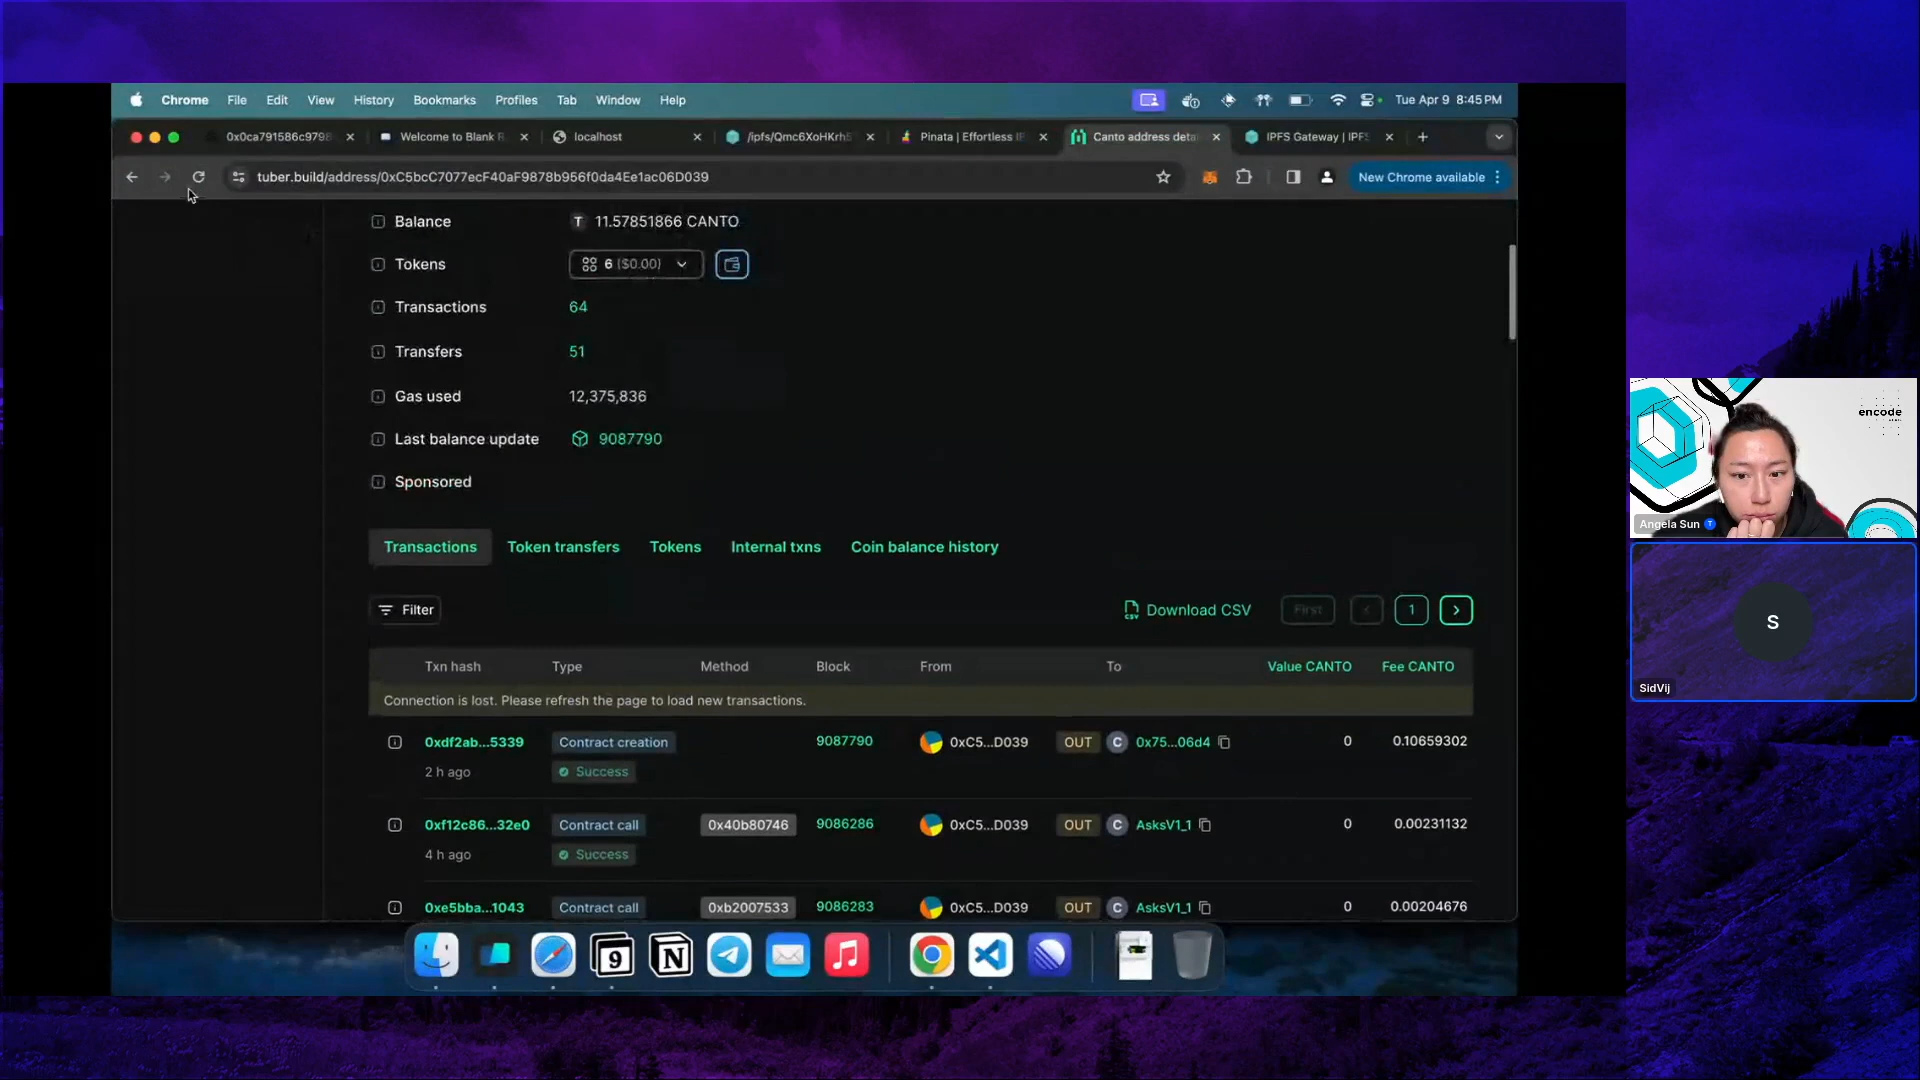 Chrome File Edit View History Bookmarks Profiles Tab Window Help Tue Apr 9 8:45 PM
0x0ca791586c9798 Welcome to Blank R localhost /ipfs/Qmc6XoHKrh5 Pinata | Effortless IP Canto address deta IPFS Gateway | IPFS
tuber.build/address/0xC5bcC7077ecF40aF9878b956f0da4Ee1ac06D039 New Chrome available
Balance T 11.57851866 CANTO
Tokens 6 ($0.00)
Transactions 64
Transfers 51
Gas used 12,375,836
Last balance update 9087790
Sponsored
Transactions Token transfers Tokens Internal txns Coin balance history
Filter CSV Download CSV First 1
Txn hash Type Method Block From To Value CANTO Fee CANTO
Connection is lost. Please refresh the page to load new transactions.
0xdf2ab...5339 Contract creation 9087790 0xC5...D039 OUT C 0x75...06d4 0 0.10659302
2 h ago Success
0xf12c86...32e0 Contract call 0x40b80746 9086286 0xC5...D039 OUT C AsksV1_1 0 0.00231132
4 h ago Success
0xe5bba...1043 Contract call 0xb2007533 9086283 0xC5...D039 OUT C AsksV1_1 0 0.00204676
9
encode
Angela Sun
S
SidVij